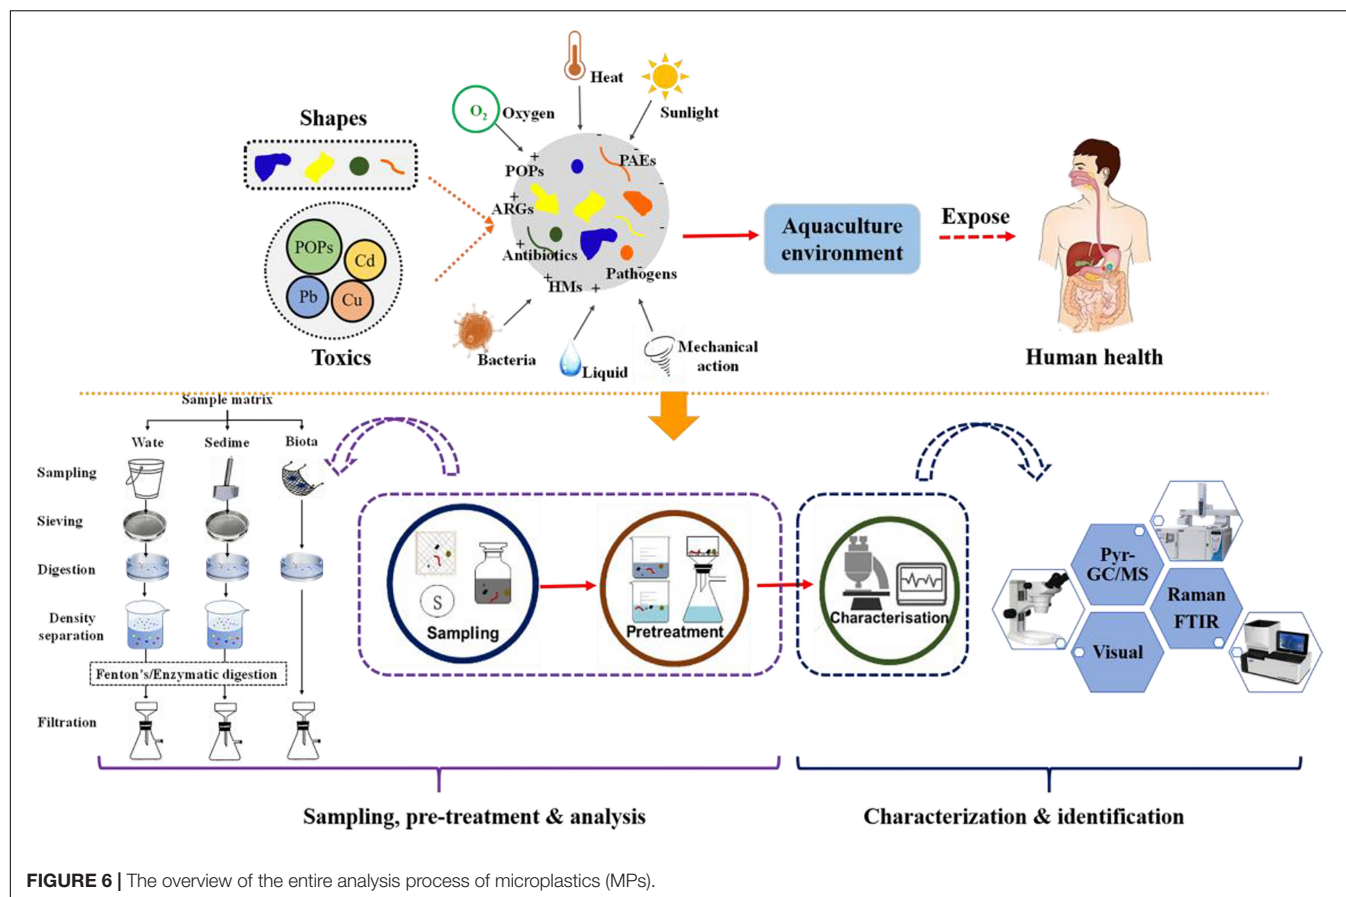 Heat
Sunlight
O₂
Oxygen
Shapes
POPs
PAEs
ARGs
Antibiotics
Pathogens
HMs
+
+
+
+
+
-
-
-
-
-
Aquaculture
environment
Expose
Human health
POPs
Cd
Pb
Cu
Toxics
Bacteria
Liquid
Mechanical
action
Sample matrix
Wate
Sedime
Biota
Sampling
Sieving
Digestion
Density
separation
Fenton's/Enzymatic digestion
Filtration
S
Sampling
Pretreatment
Characterisation
Pyr-
GC/MS
Raman
FTIR
Visual
Sampling, pre-treatment & analysis
Characterization & identification
FIGURE 6 | The overview of the entire analysis process of microplastics (MPs).